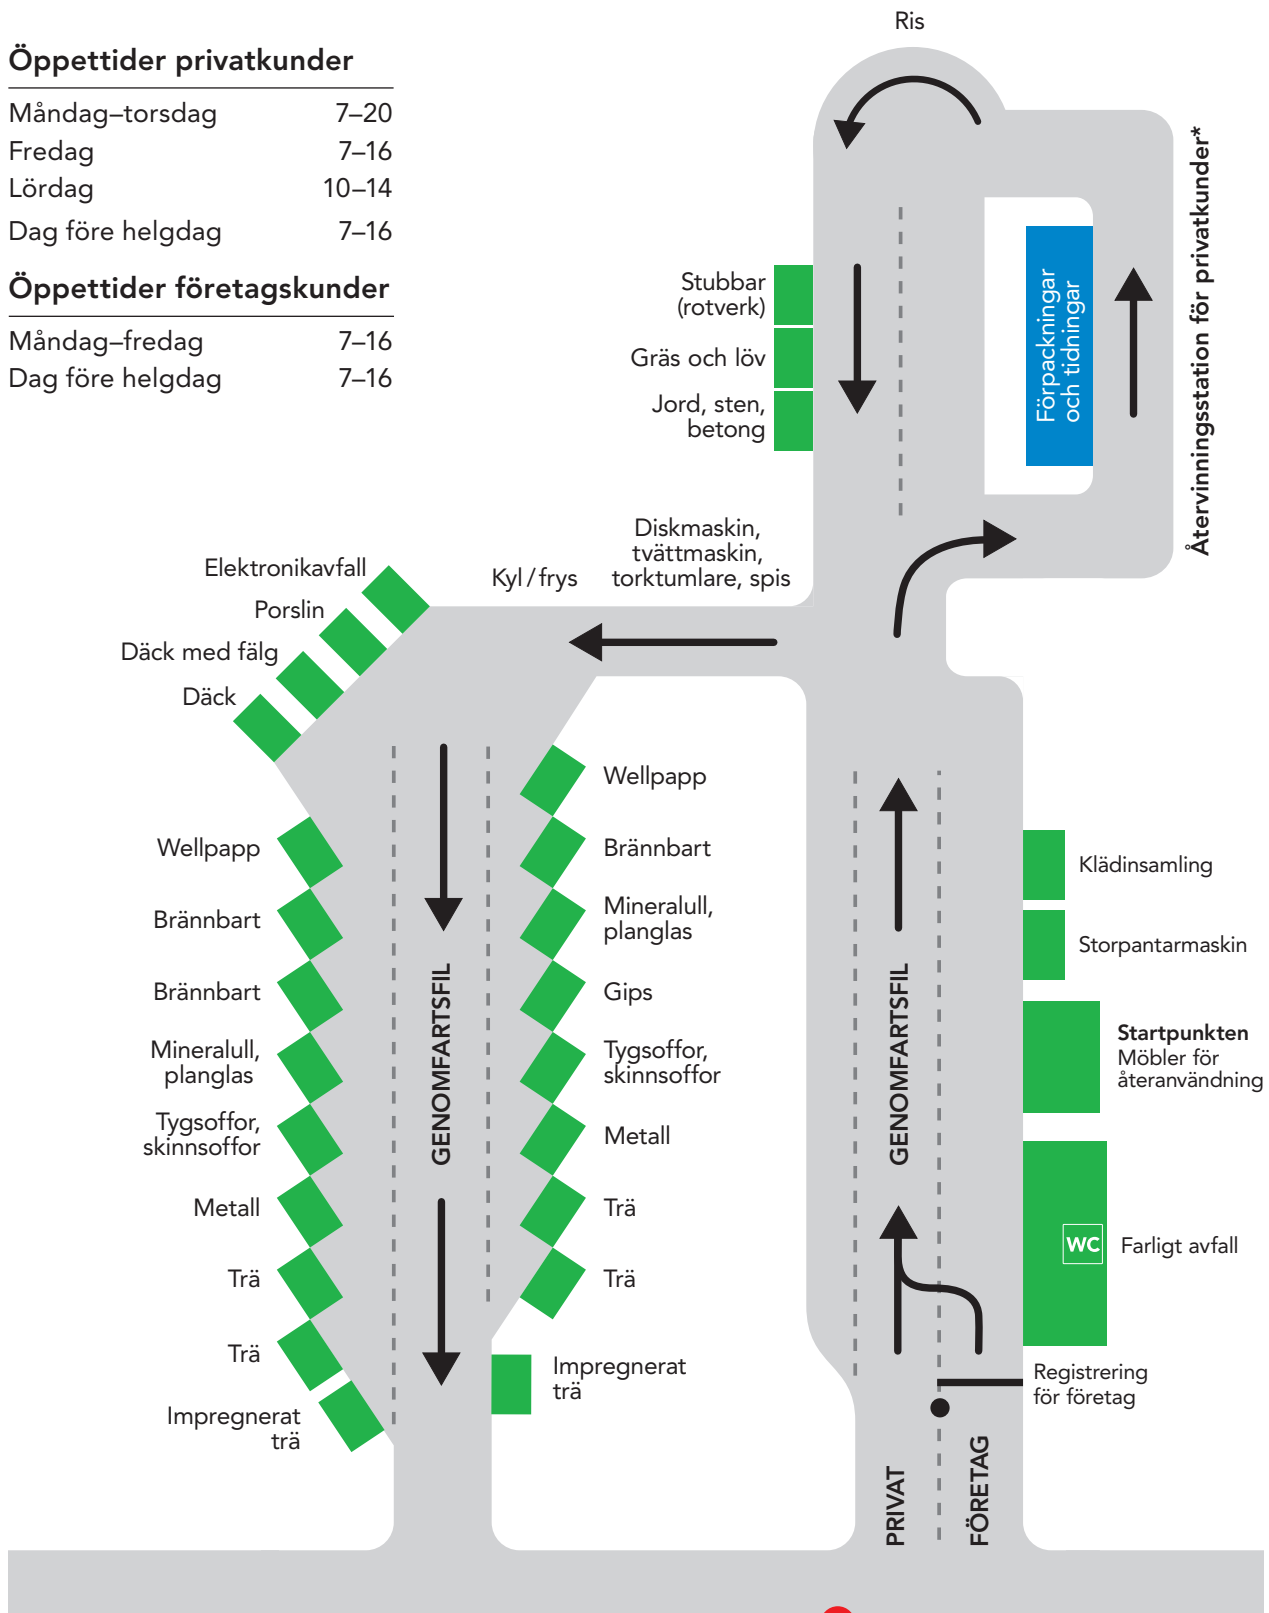 Öppettider privatkunder
Måndag–torsdag 7–20
Fredag 7–16
Lördag 10–14
Dag före helgdag 7–16
Öppettider företagskunder
Måndag–fredag 7–16
Dag före helgdag 7–16
Ris
Återvinningsstation för privatkunder*
Förpackningar
och tidningar
Stubbar
(rotverk)
Gräs och löv
Jord, sten,
betong
Diskmaskin,
tvättmaskin,
torktumlare, spis
Kyl / frys
Elektronikavfall
Porslin
Däck med fälg
Däck
Wellpapp
Brännbart
Brännbart
Mineralull,
planglas
Tygsoffor,
skinnsoffor
Metall
Trä
Trä
Impregnerat
trä
GENOMFARTSFIL
Wellpapp
Brännbart
Mineralull,
planglas
Gips
Tygsoffor,
skinnsoffor
Metall
Trä
Trä
Impregnerat
trä
GENOMFARTSFIL
Klädinsamling
Storpantarmaskin
Startpunkten
Möbler för
återanvändning
WC
Farligt avfall
Registrering
för företag
PRIVAT
FÖRETAG